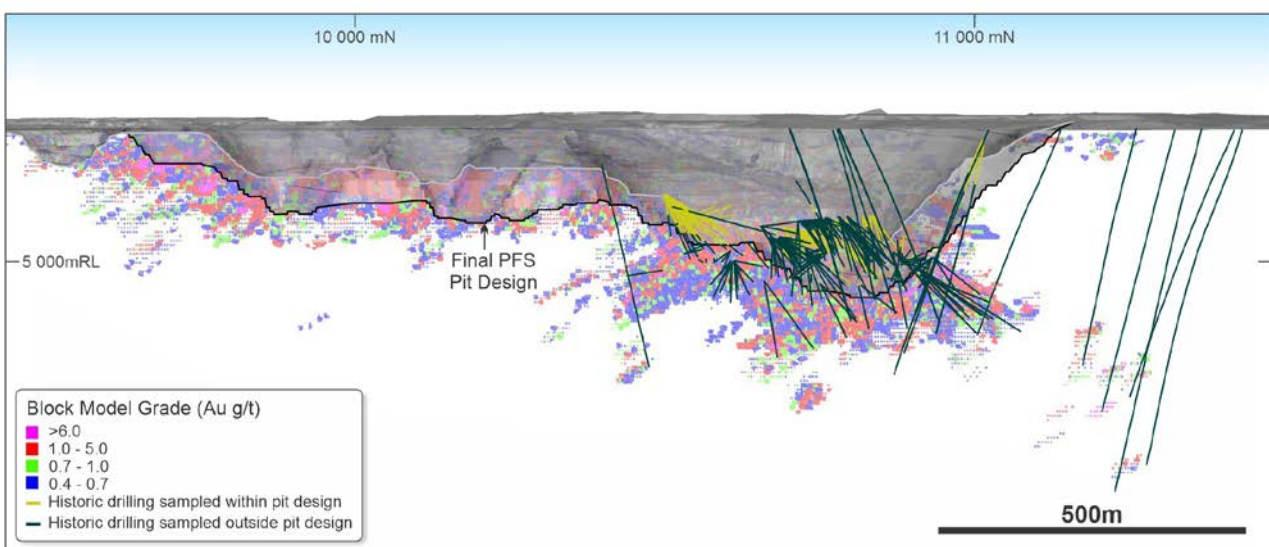 10 000 mN
11 000 mN
5 000mRL
Final PFS
Pit Design
Block Model Grade (Au g/t)
>6.0
1.0 - 5.0
0.7 - 1.0
0.4 - 0.7
Historic drilling sampled within pit design
Historic drilling sampled outside pit design
500m